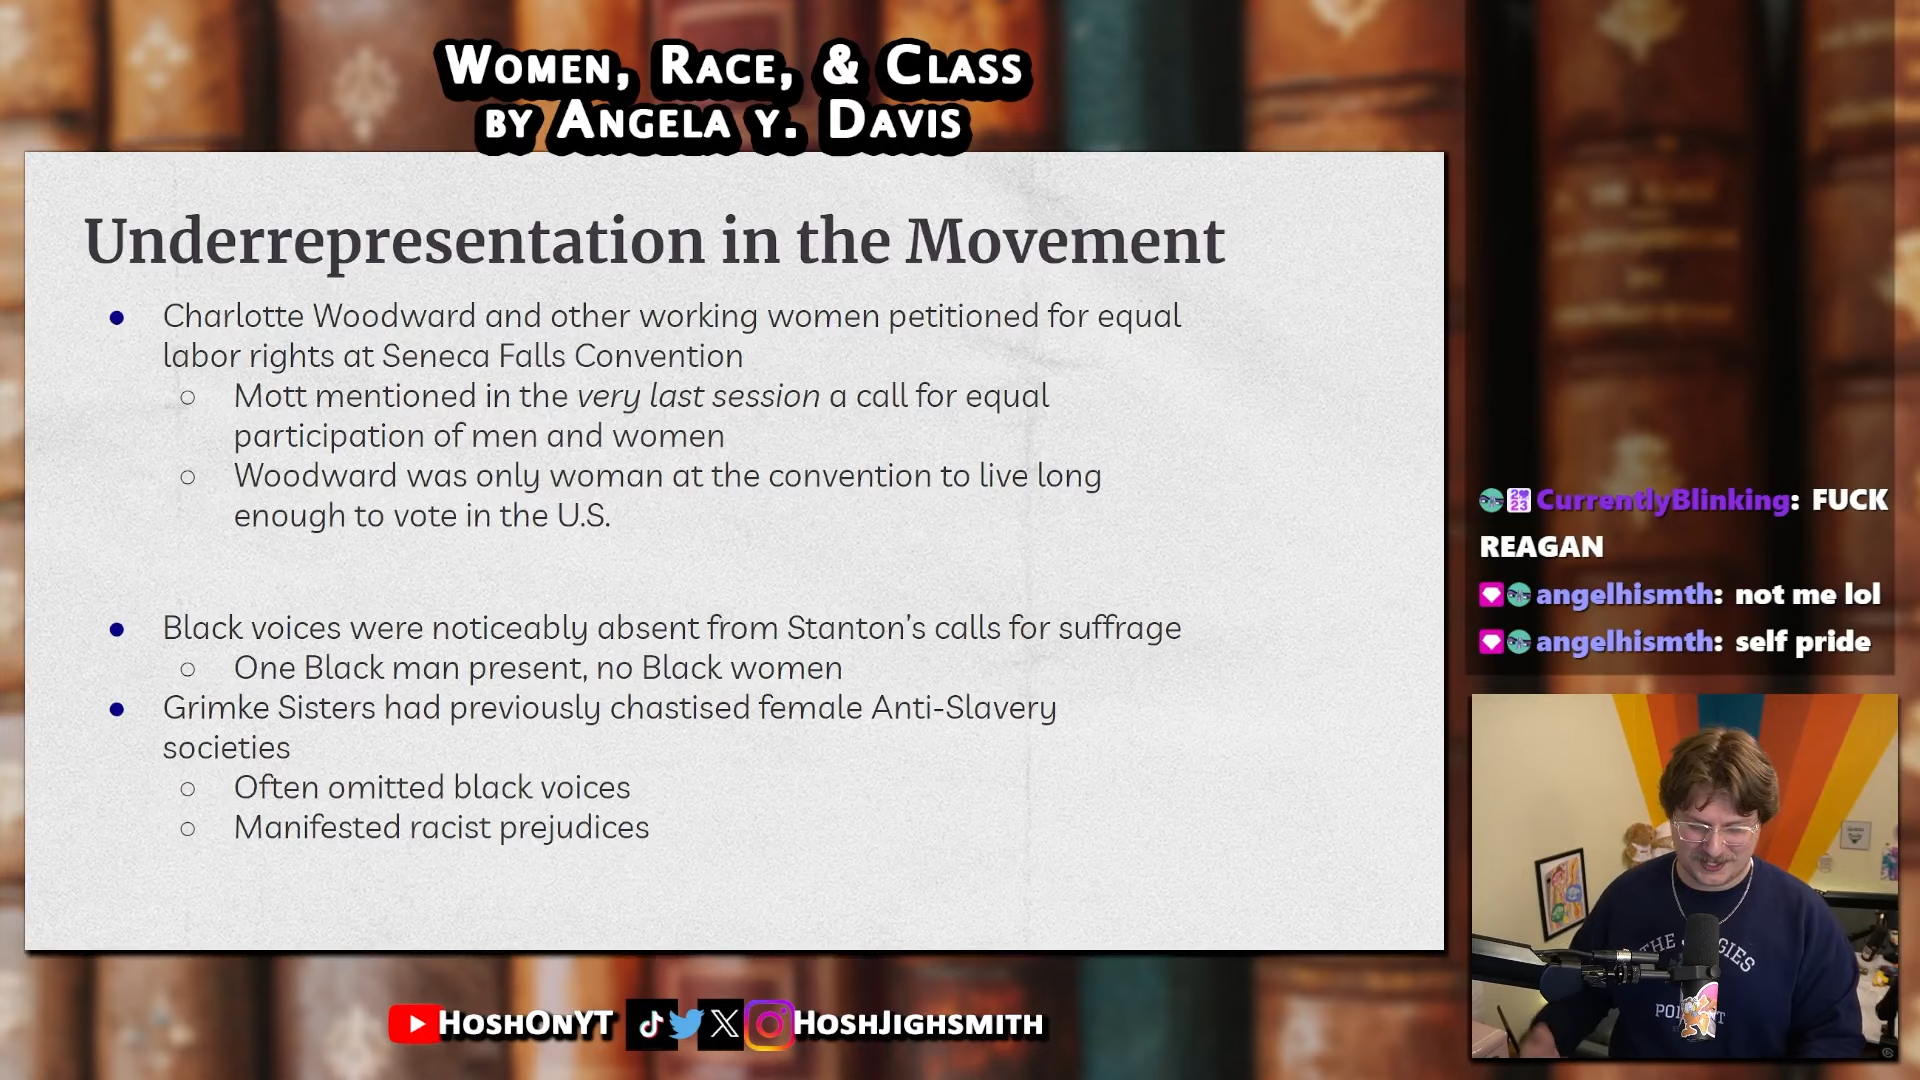 WOMEN, RACE, & CLASS
BY ANGELA Y. DAVIS
Underrepresentation in the Movement
● Charlotte Woodward and other working women petitioned for equal
labor rights at Seneca Falls Convention
○ Mott mentioned in the very last session a call for equal
participation of men and women
○ Woodward was only woman at the convention to live long
enough to vote in the U.S.
● Black voices were noticeably absent from Stanton’s calls for suffrage
○ One Black man present, no Black women
● Grimke Sisters had previously chastised female Anti-Slavery
societies
○ Often omitted black voices
○ Manifested racist prejudices
CurrentlyBlinking: FUCK
REAGAN
angelhismth: not me lol
angelhismth: self pride
THE
HOSHONYT
HOSHJIGHSMITH